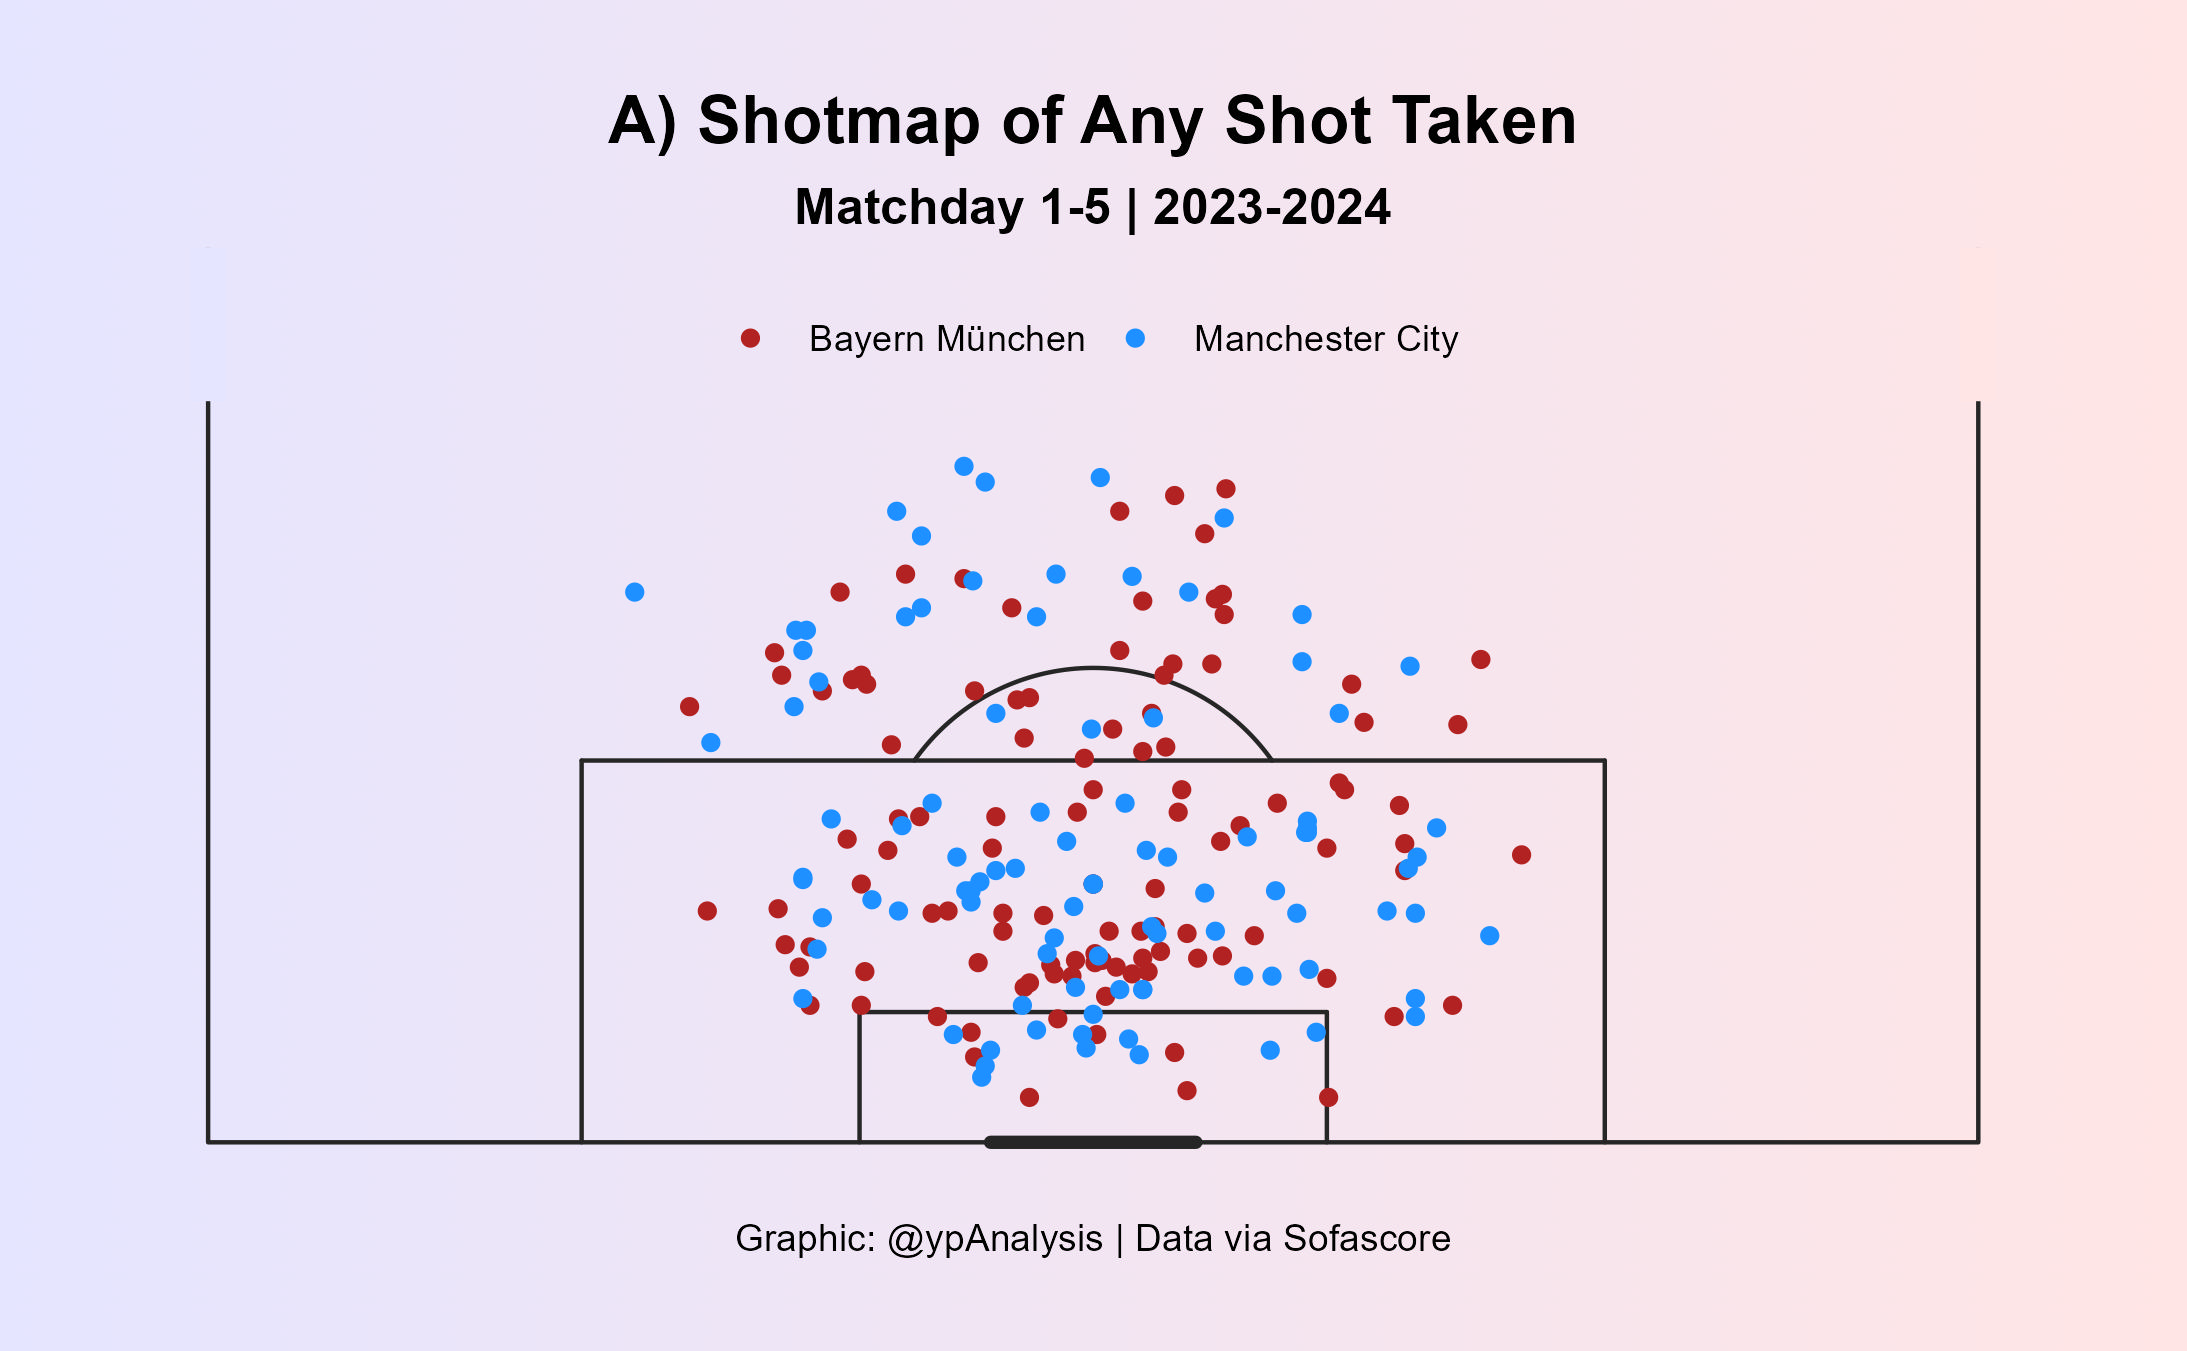 A) Shotmap of Any Shot Taken
Matchday 1-5 | 2023-2024
Bayern München Manchester City
Graphic: @ypAnalysis | Data via Sofascore